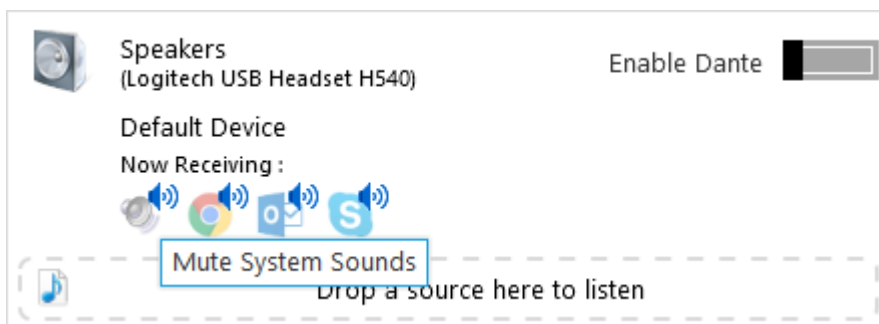 Speakers
Enable Dante
(Logitech USB Headset H540)
Default Device
Now Receiving :
Mute System Sounds
Drop a source here to listen